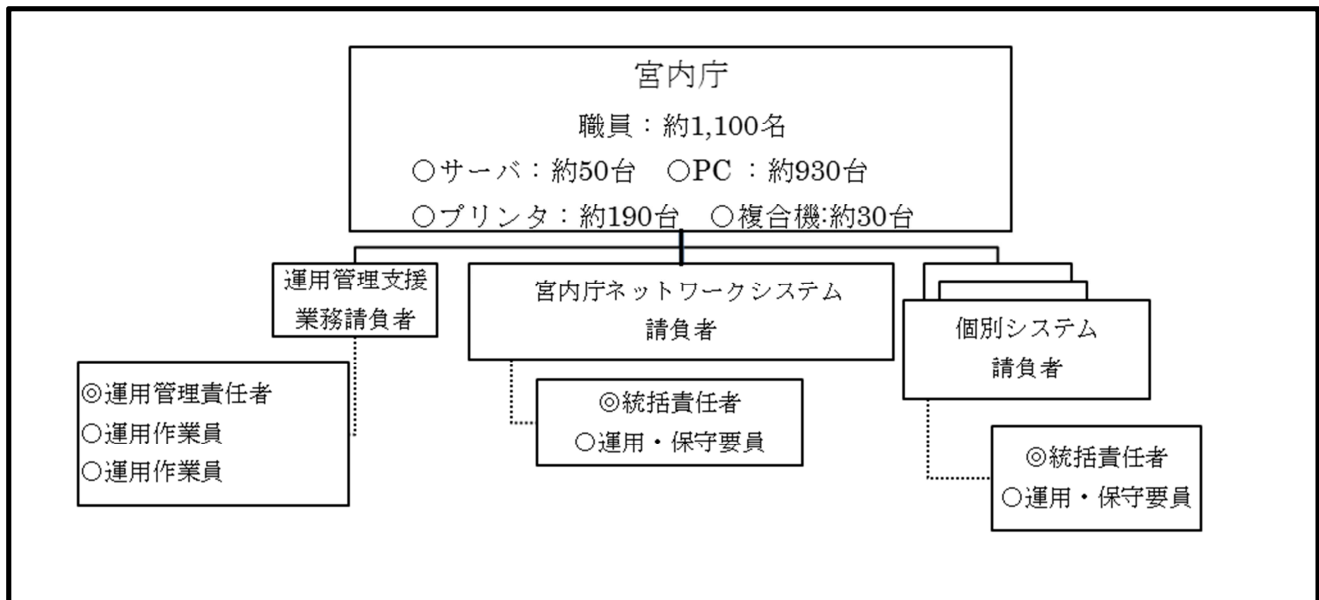 宮内庁
職員：約1,100名
○サーバ：約50台　○PC：約930台
○プリンタ：約190台　○複合機:約30台
運用管理支援
業務請負者
宮内庁ネットワークシステム
請負者
個別システム
請負者
◎運用管理責任者
○運用作業員
○運用作業員
◎統括責任者
○運用・保守要員
◎統括責任者
○運用・保守要員